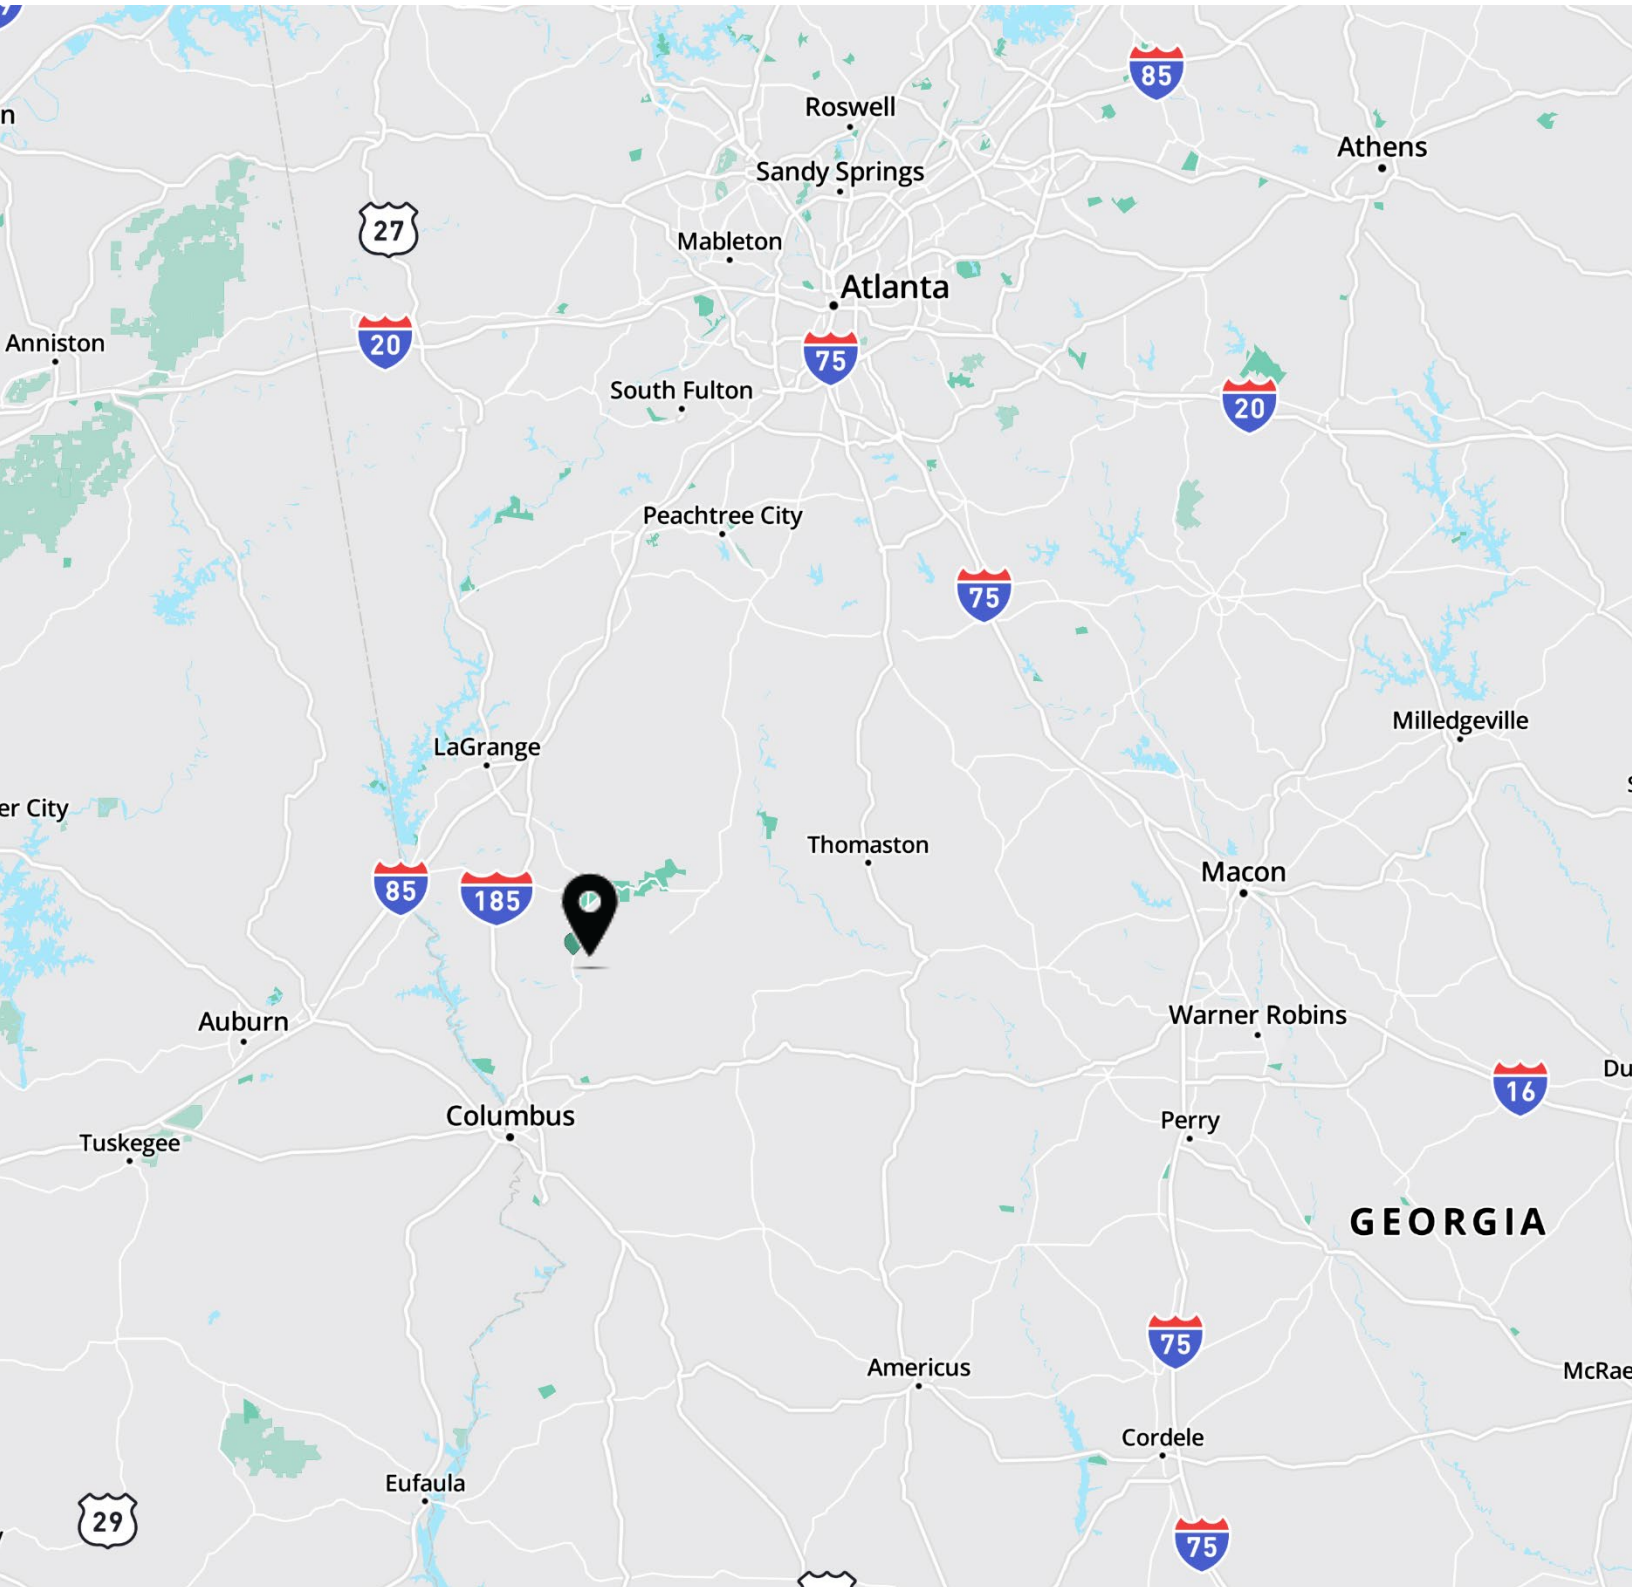 85
n
Roswell
Athens
Sandy Springs
27
Mableton
Atlanta
Anniston
20
75
South Fulton
20
Peachtree City
75
Milledgeville
LaGrange
er City
Thomaston
Macon
85
185
Auburn
Warner Robins
Du
16
Columbus
Perry
Tuskegee
GEORGIA
75
Americus
McRae
Cordele
Eufaula
29
75